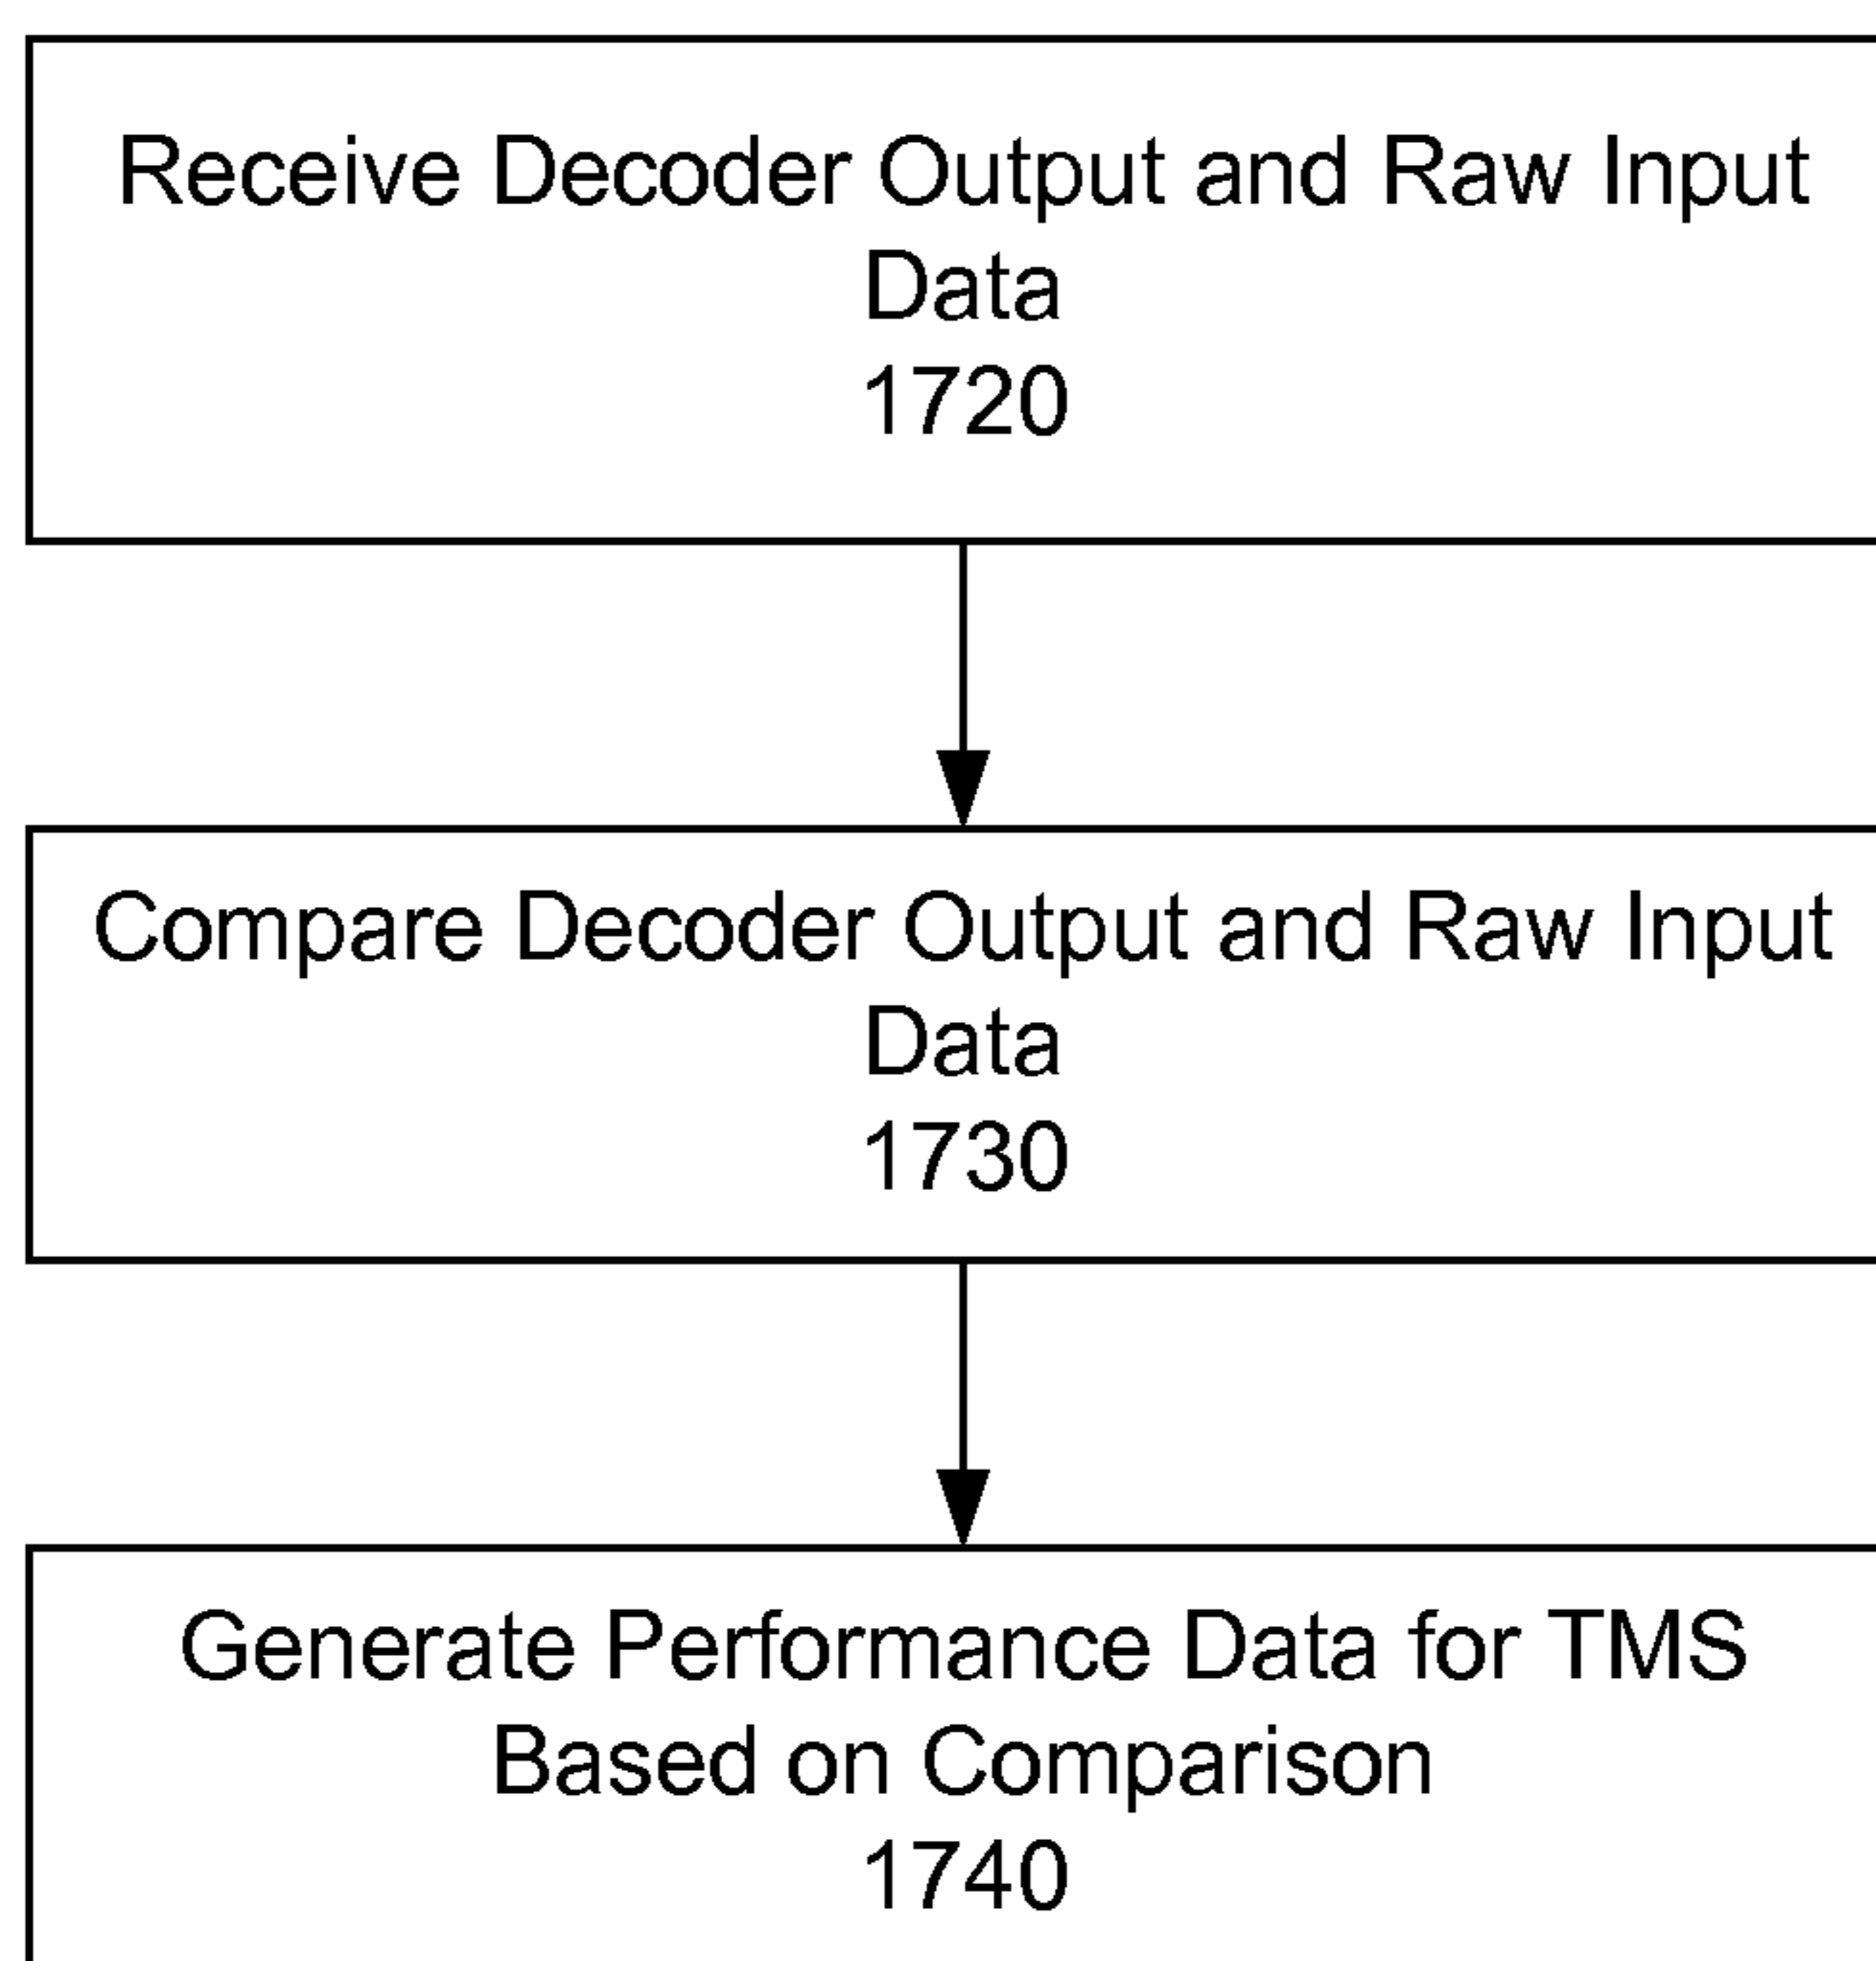 Receive Decoder Output and Raw Input
Data
1720
Compare Decoder Output and Raw Input
Data
1730
Generate Performance Data for TMS
Based on Comparison
1740